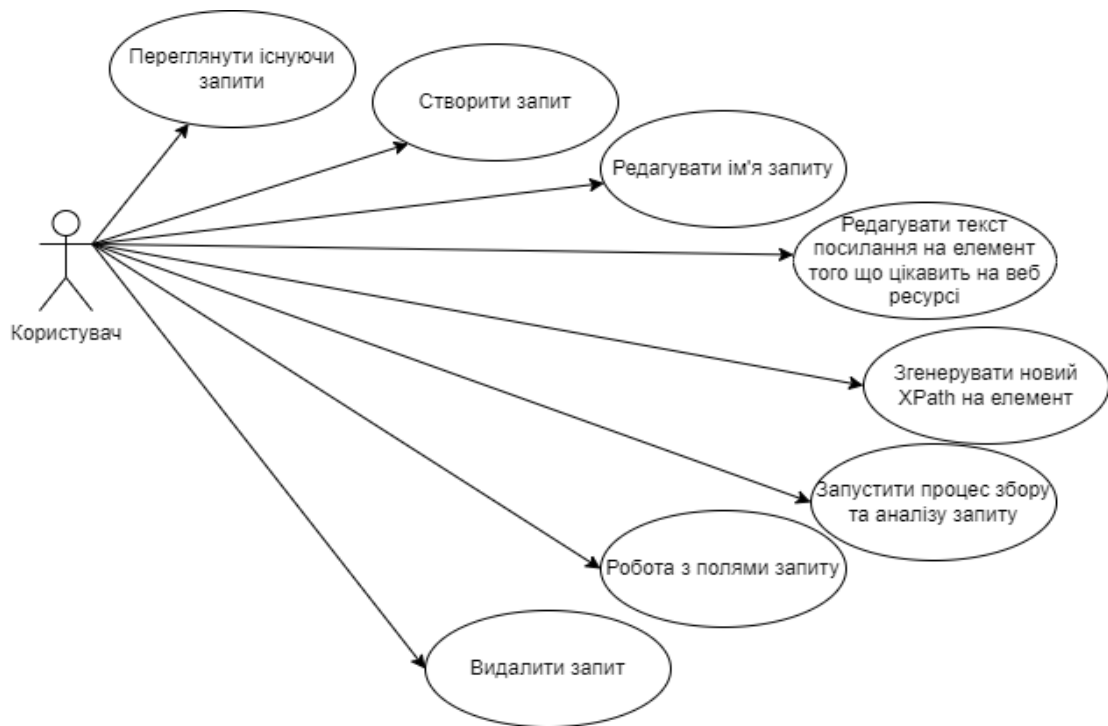 Переглянути існуючи
запити
Створити запит
Редагувати ім'я запиту
Редагувати текст
посилання на елемент
того що цікавить на веб
ресурсі
Користувач
Згенерувати новий
XPath на елемент
Запустити процес збору
та аналізу запиту
Робота з полями запиту
Видалити запит